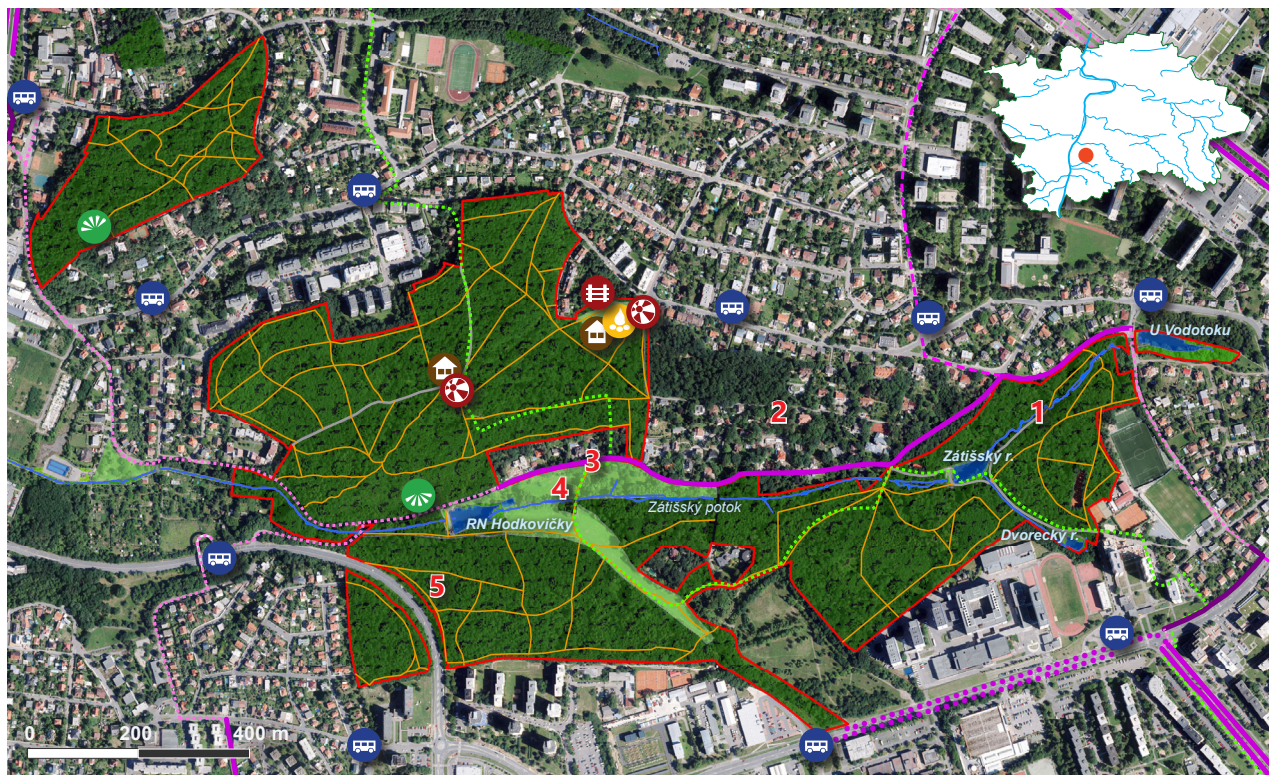 U Vodotoku
1
2
Zátišský r.
3
4
Zátišský potok
RN Hodkovičky
Dvorecký r.
5
0 200 400 m